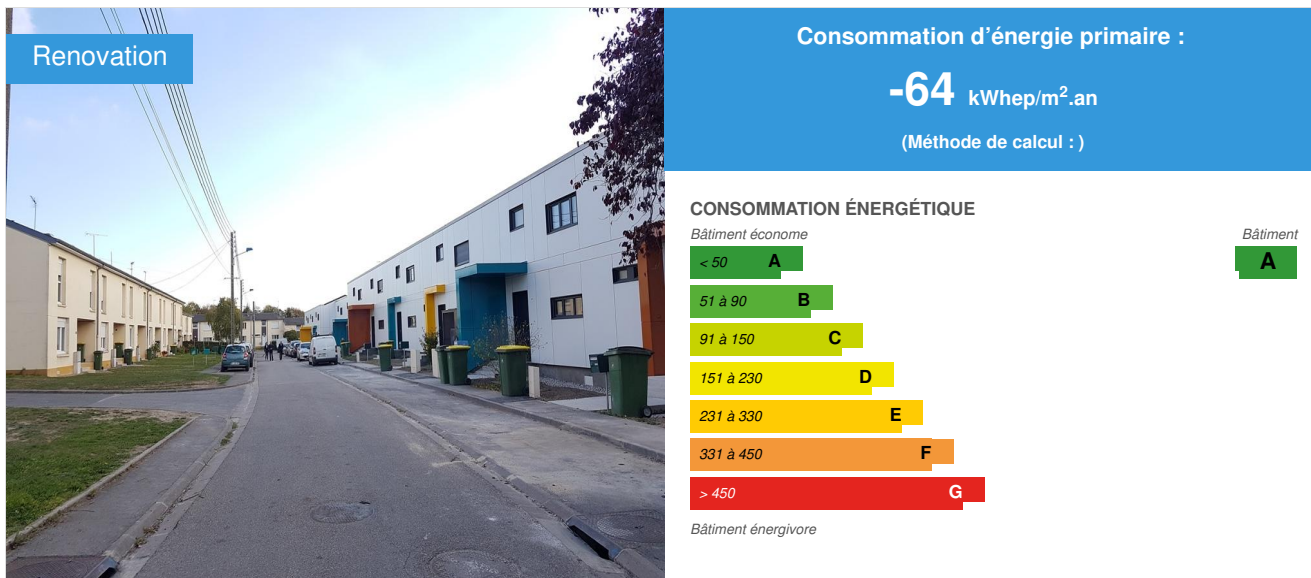 Renovation
Consommation d'énergie primaire :
-64 kWhep/m².an
(Méthode de calcul : )
CONSOMMATION ÉNERGÉTIQUE
Bâtiment économe
Bâtiment
< 50 A
A
51 à 90 B
91 à 150 C
151 à 230 D
231 à 330 E
331 à 450 F
> 450 G
Bâtiment énergivore